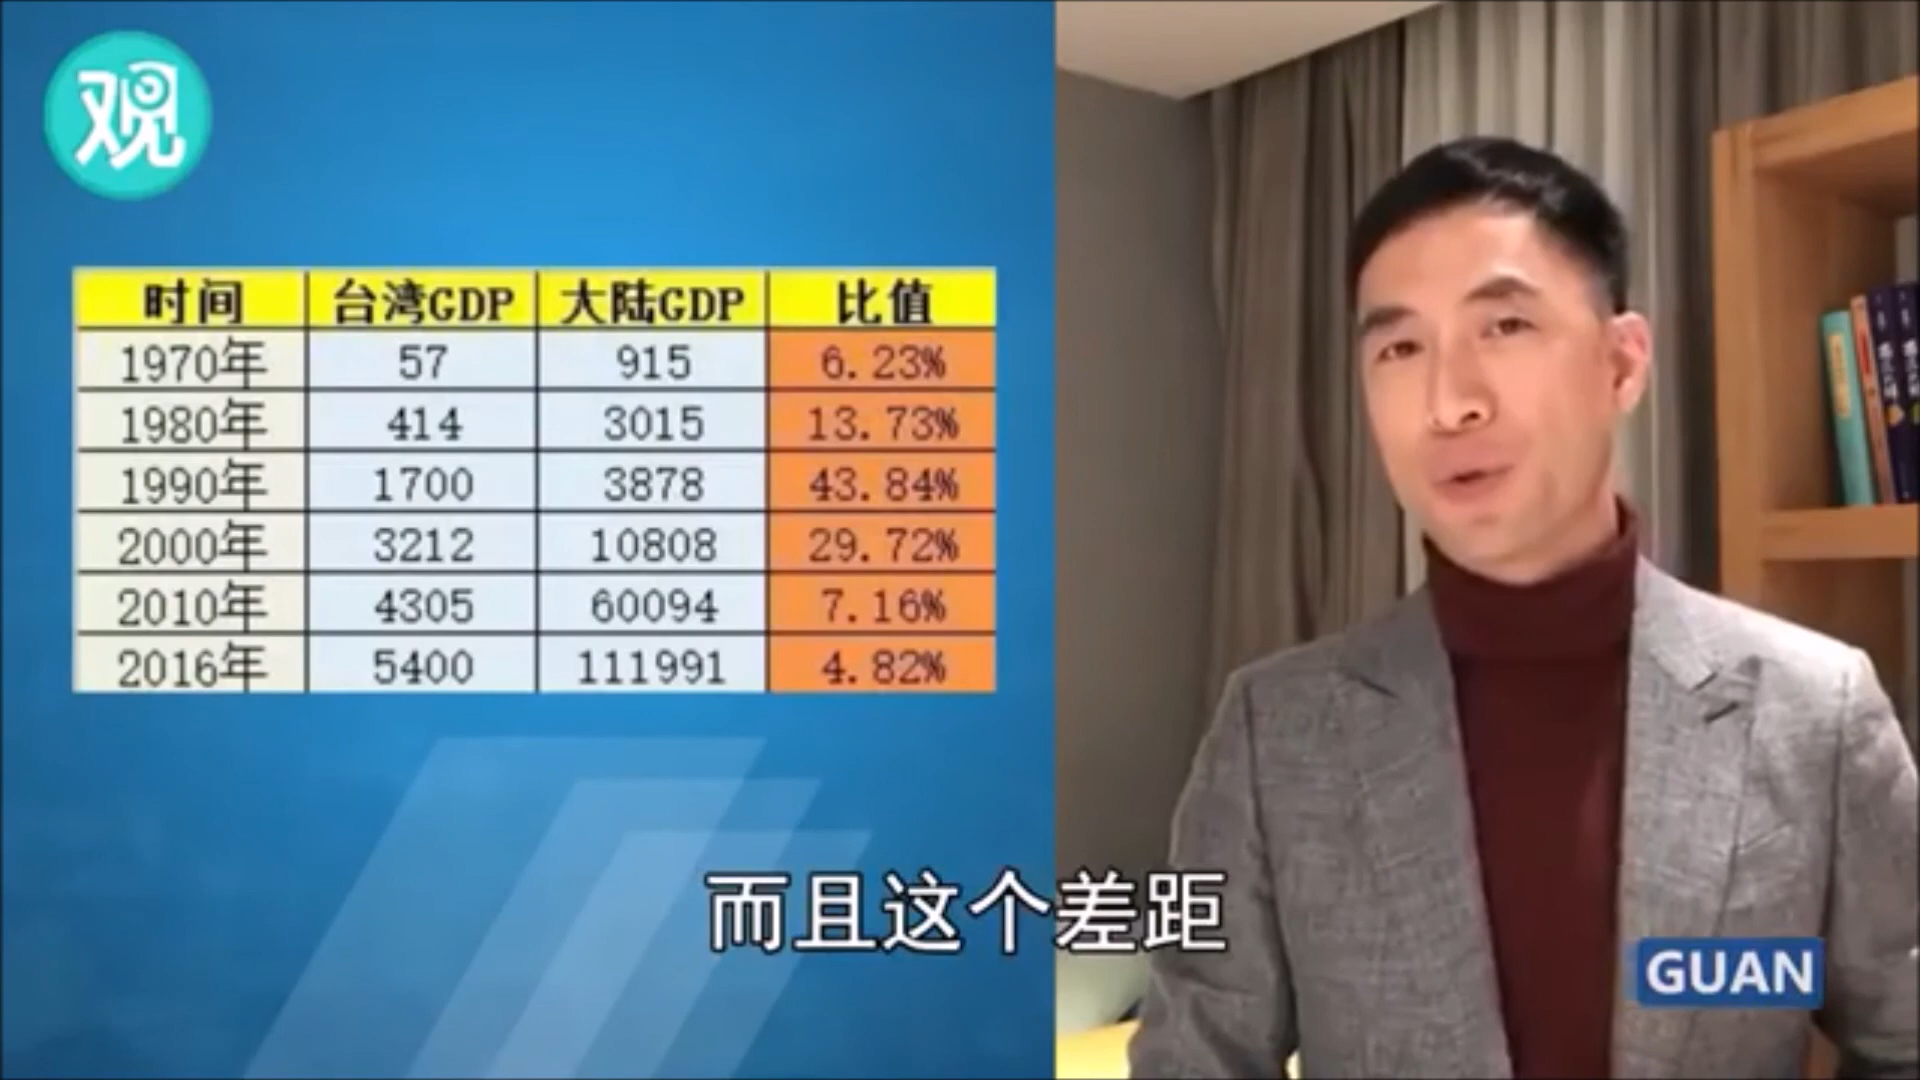 观
时间 台湾GDP 大陆GDP 比值
1970年 57 915 6.23%
1980年 414 3015 13.73%
1990年 1700 3878 43.84%
2000年 3212 10808 29.72%
2010年 4305 60094 7.16%
2016年 5400 111991 4.82%
而且这个差距
GUAN